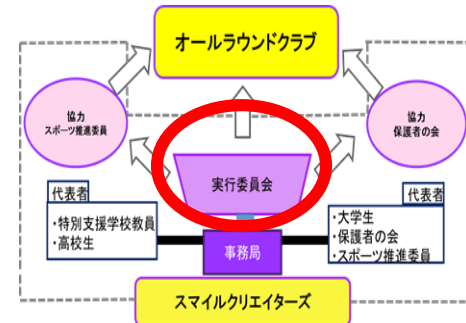 オールラウンドクラブ
協力
スポーツ推進委員
協力
保護者の会
実行委員会
代表者
・特別支援学校教員
・高校生
代表者
・大学生
・保護者の会
・スポーツ推進委員
事務局
スマイルクリエイターズ